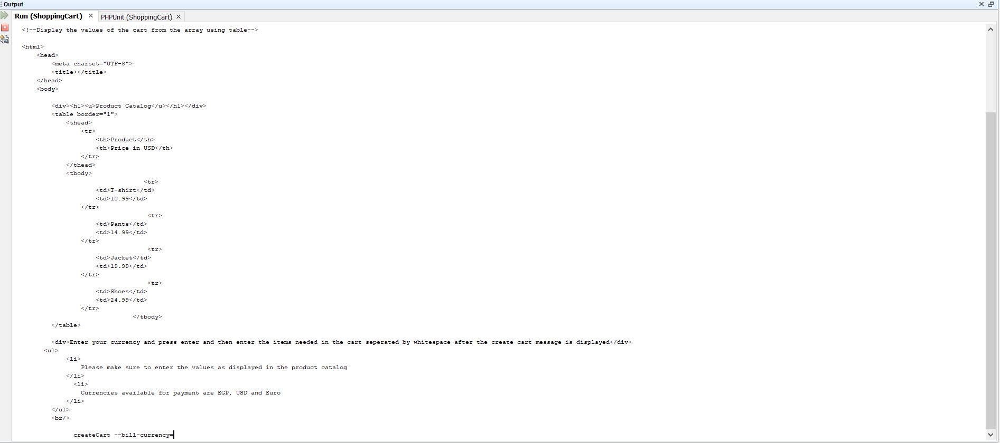 Output
Run (ShoppingCart)
PHPUnit (ShoppingCart)
<!--Display the values of the cart from the array using table-->
<html>
<head>
<meta charset="UTF-8">
<title></title>
</head>
<body>
<div><h1><u>Product Catalog</u></h1></div>
<table border="1">
<thead>
<tr>
<th>Product</th>
<th>Price in USD</th>
</tr>
</thead>
<tbody>
<tr>
<td>T-shirt</td>
<td>10.99</td>
</tr>
<tr>
<td>Pants</td>
<td>14.99</td>
</tr>
<tr>
<td>Jacket</td>
<td>19.99</td>
</tr>
<tr>
<td>Shoes</td>
<td>24.99</td>
</tr>
</tbody>
</table>
<div>Enter your currency and press enter and then enter the items needed in the cart seperated by whitespace after the create cart message is displayed</div>
<ul>
<li>
Please make sure to enter the values as displayed in the product catalog
</li>
<li>
Currencies available for payment are EGP, USD and Euro
</li>
</ul>
<br/>
createCart --bill-currency=